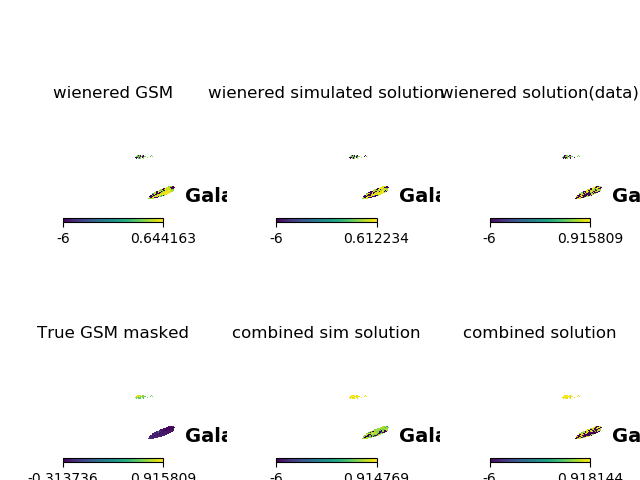 wienered GSM
wienered simulated solution
wienered solution(data)
Gala
Gala
Ga
-6 0.644163
-6 0.612234
-6 0.915809
True GSM masked
combined sim solution
combined solution
Gala
Gala
Ga
-0.313736 0.915809
-6 0.914769
-6 0.918144